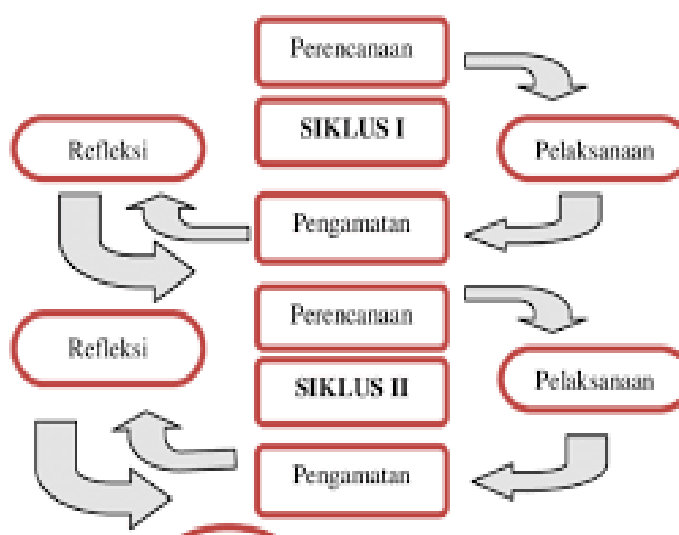 Perencanaan
SIKLUS I
Refleksi
Pelaksanaan
Pengamatan
Perencanaan
Refleksi
SIKLUS II
Pelaksanaan
Pengamatan